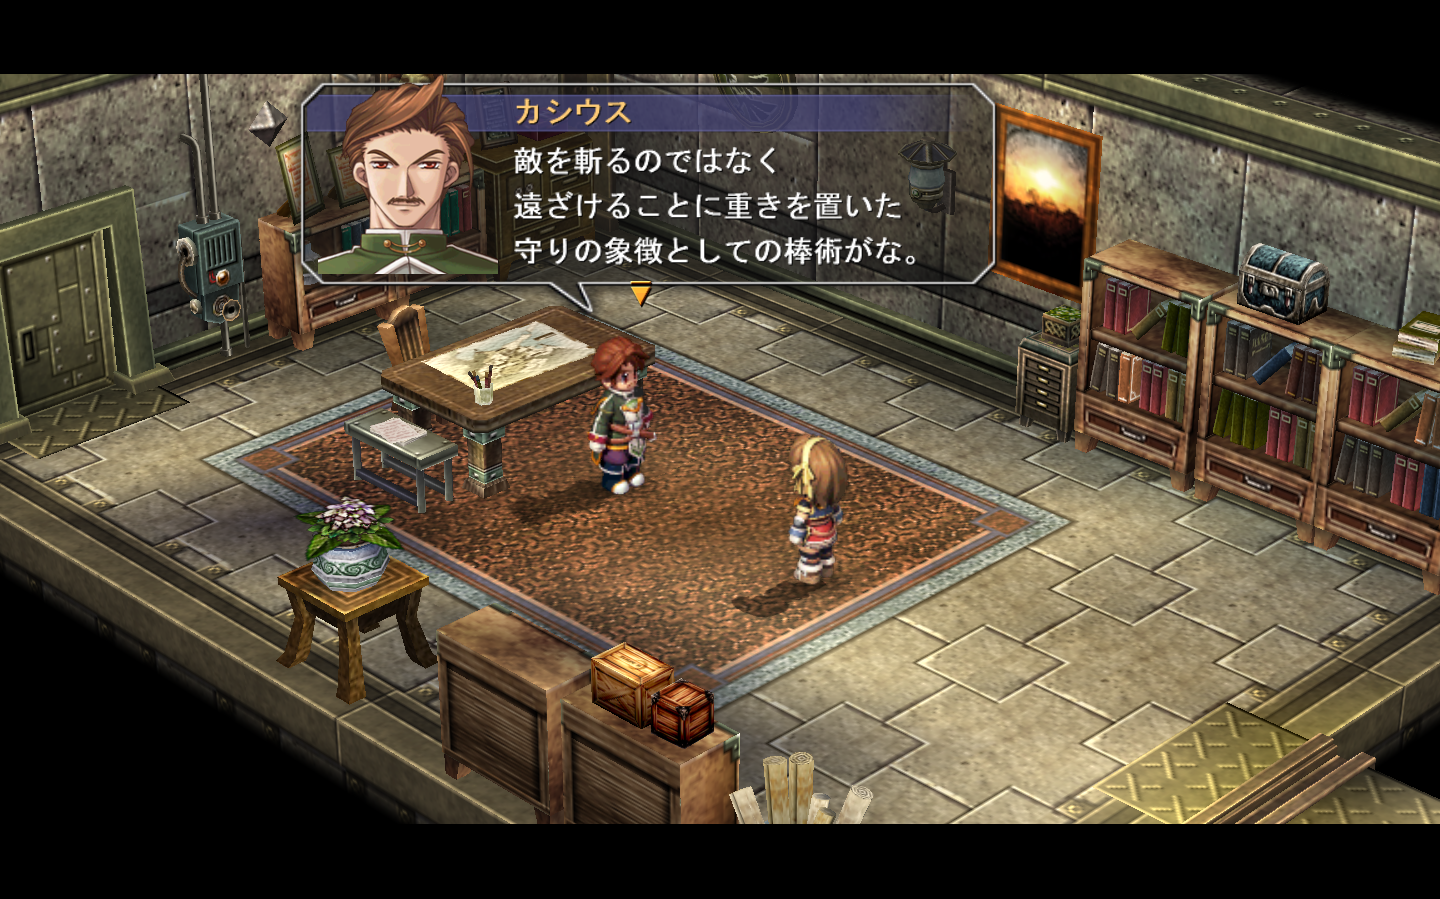 カシウス
敵を斬るのではなく
遠ざけることに重きを置いた
守りの象徴としての棒術がな。